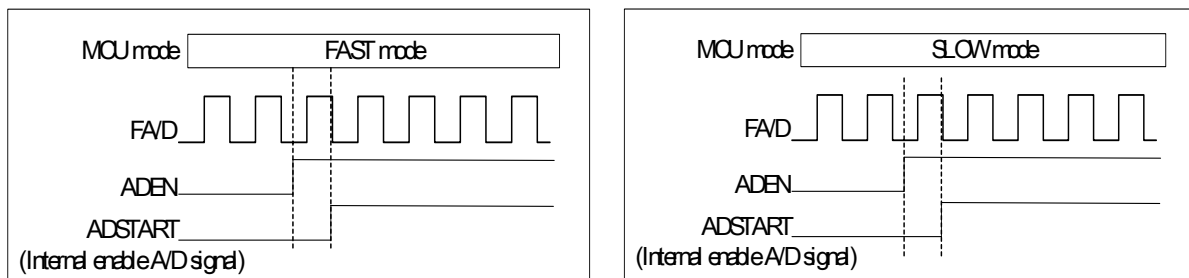 MCU mode
FAST mode
FA/D
ADEN
ADSTART
(Internal enable A/D signal)
MCU mode
SLOW mode
FA/D
ADEN
ADSTART
(Internal enable A/D signal)